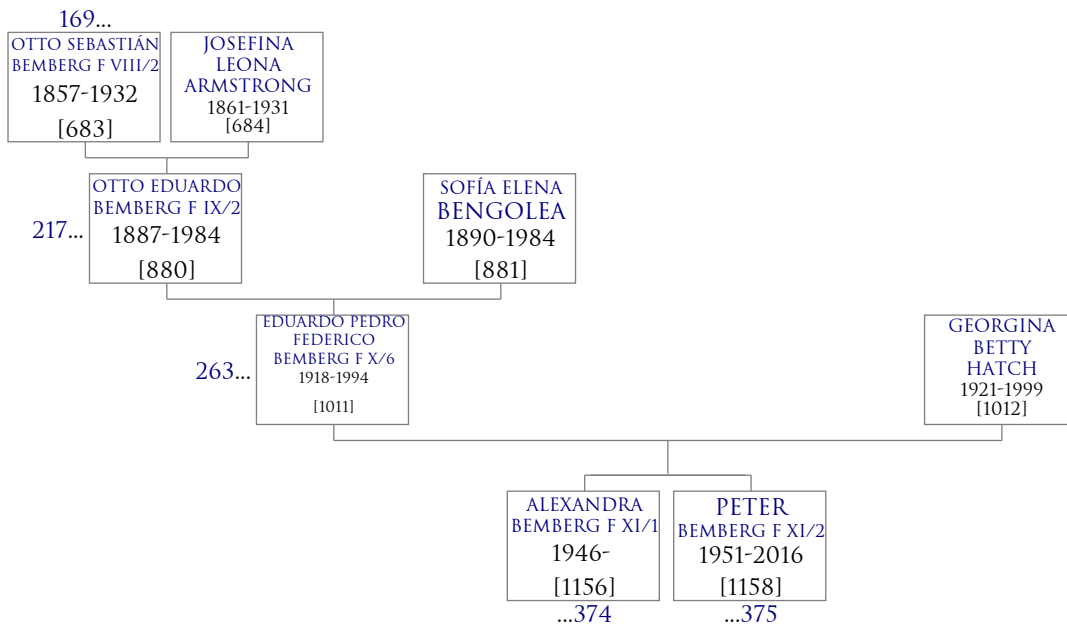 169...
OTTO SEBASTIÁN
BEMBERG F VIII/2
1857-1932
[683]
JOSEFINA
LEONA
ARMSTRONG
1861-1931
[684]
217...
OTTO EDUARDO
BEMBERG F IX/2
1887-1984
[880]
SOFÍA ELENA
BENGOLEA
1890-1984
[881]
263...
EDUARDO PEDRO
FEDERICO
BEMBERG F X/6
1918-1994
[1011]
GEORGINA
BETTY
HATCH
1921-1999
[1012]
ALEXANDRA
BEMBERG F XI/1
1946-
[1156]
...374
PETER
BEMBERG F XI/2
1951-2016
[1158]
...375